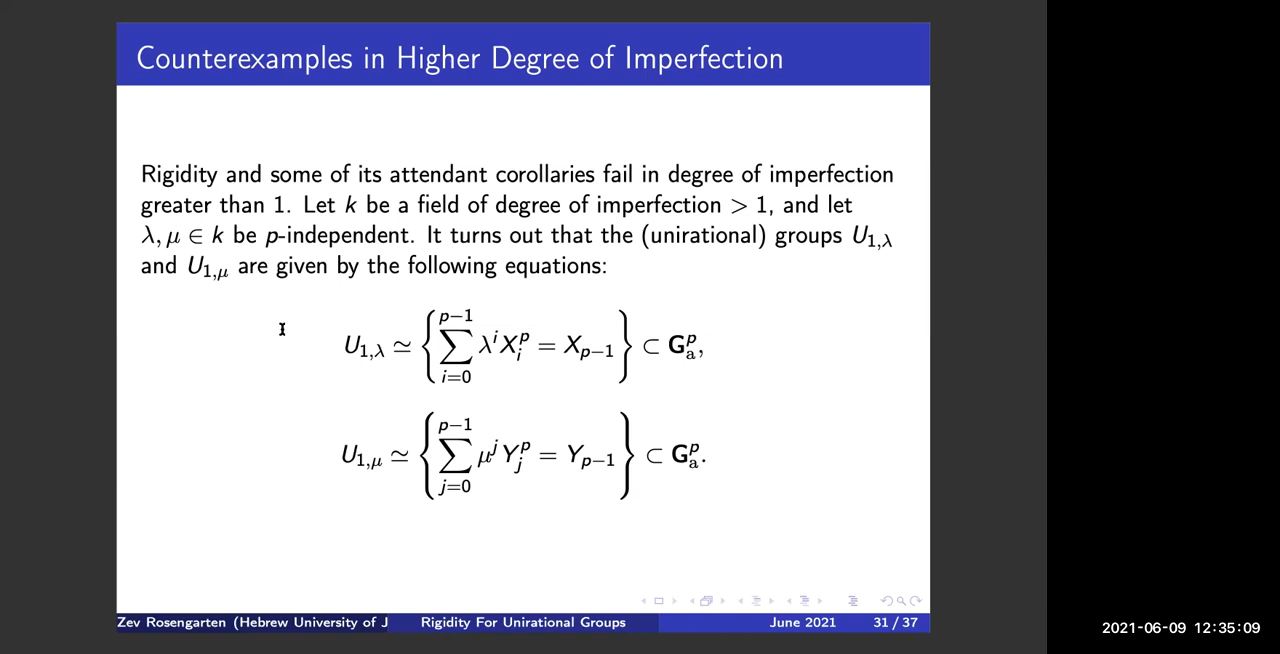 Counterexamples in Higher Degree of Imperfection
Rigidity and some of its attendant corollaries fail in degree of imperfection
greater than 1. Let k be a field of degree of imperfection > 1, and let
λ, μ ∈ k be p-independent. It turns out that the (unirational) groups U_{1,λ}
and U_{1,μ} are given by the following equations:
U_{1,λ} ≃ { ∑_{i=0}^{p−1} λ^i X_i^p = X_{p−1} } ⊂ G_a^p,
U_{1,μ} ≃ { ∑_{j=0}^{p−1} μ^j Y_j^p = Y_{p−1} } ⊂ G_a^p.
Zev Rosengarten (Hebrew University of J Rigidity For Unirational Groups June 2021 31 / 37
2021-06-09 12:35:09